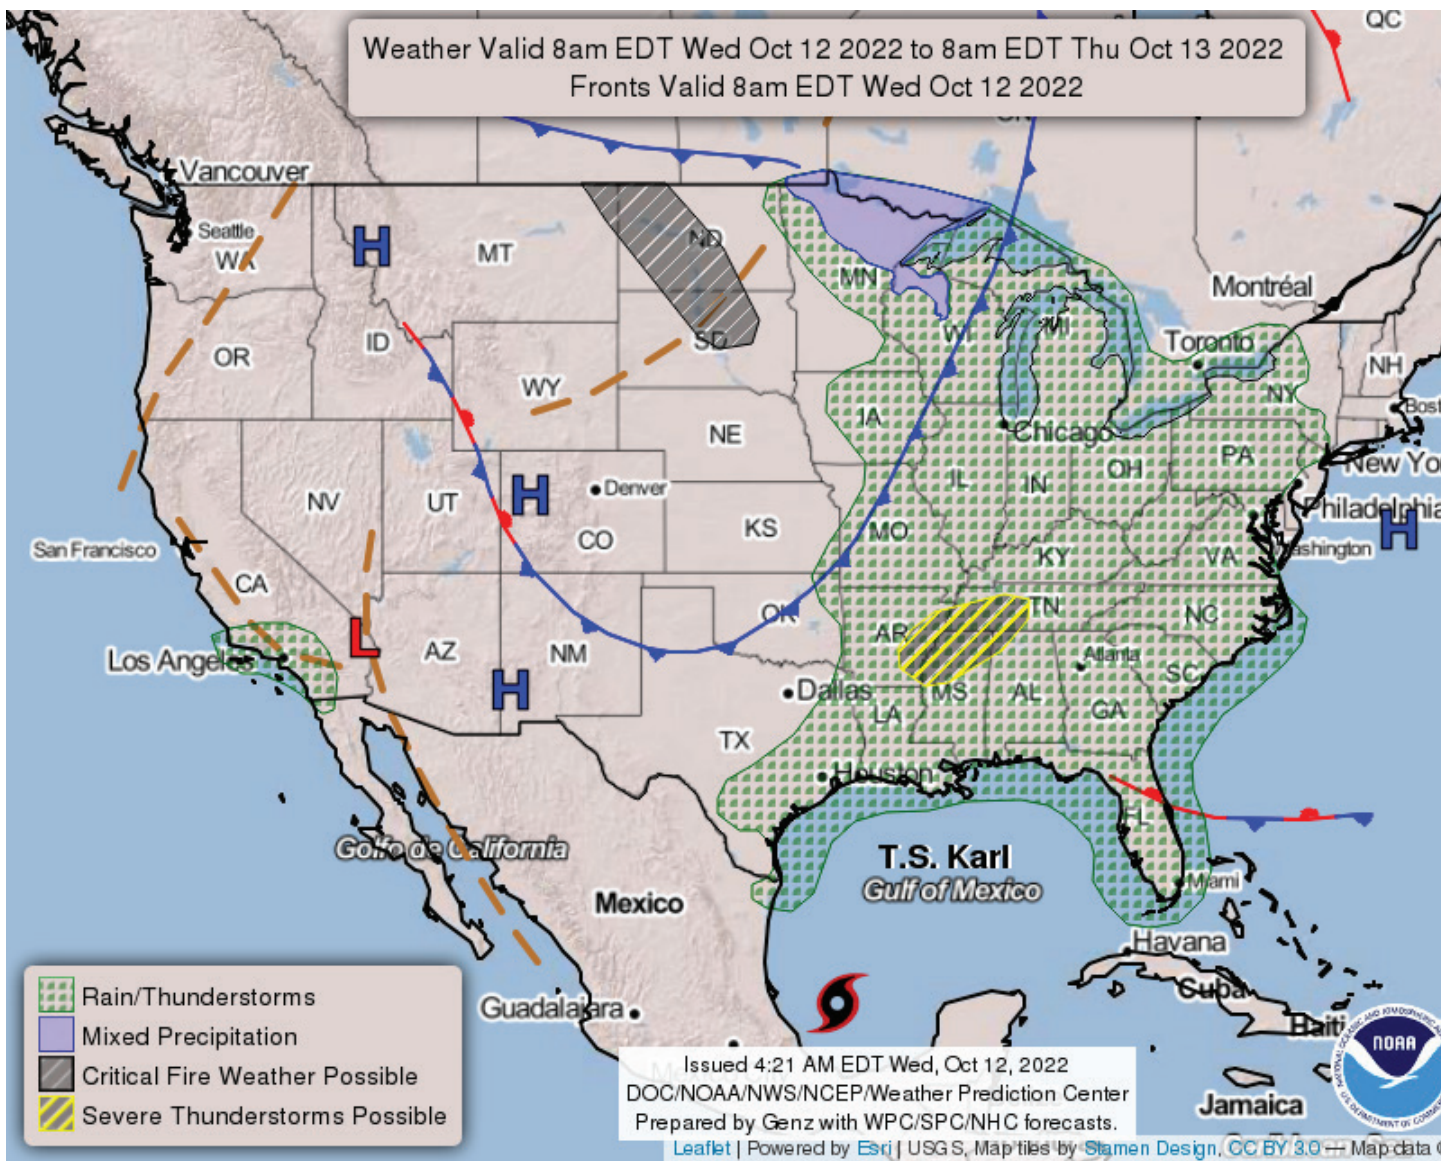 QC
Weather Valid 8am EDT Wed Oct 12 2022 to 8am EDT Thu Oct 13 2022
Fronts Valid 8am EDT Wed Oct 12 2022
Vancouver
Seattle
WA
H
MT
ND
MN
Montréal
OR
ID
SD
WI
MI
Toronto
NH
WY
NY
Bost
IA
Chicago
NE
OH
PA
New Yo
NV
UT
H
Denver
IL
IN
Philadelphia
San Francisco
CO
KS
MO
H
Washington
CA
KY
VA
OK
TN
NC
L
AZ
NM
AR
Los Angeles
Atlanta
SC
H
Dallas
MS
AL
GA
LA
TX
Houston
FL
Golfo de California
T.S. Karl
Gulf of Mexico
Miami
Mexico
Havana
Cuba
Guadalajara
Haiti
Jamaica
Rain/Thunderstorms
Mixed Precipitation
Critical Fire Weather Possible
Severe Thunderstorms Possible
Issued 4:21 AM EDT Wed, Oct 12, 2022
DOC/NOAA/NWS/NCEP/Weather Prediction Center
Prepared by Genz with WPC/SPC/NHC forecasts.
NOAA
Leaflet | Powered by Esri | USGS, Map tiles by Stamen Design, CC BY 3.0 — Map data